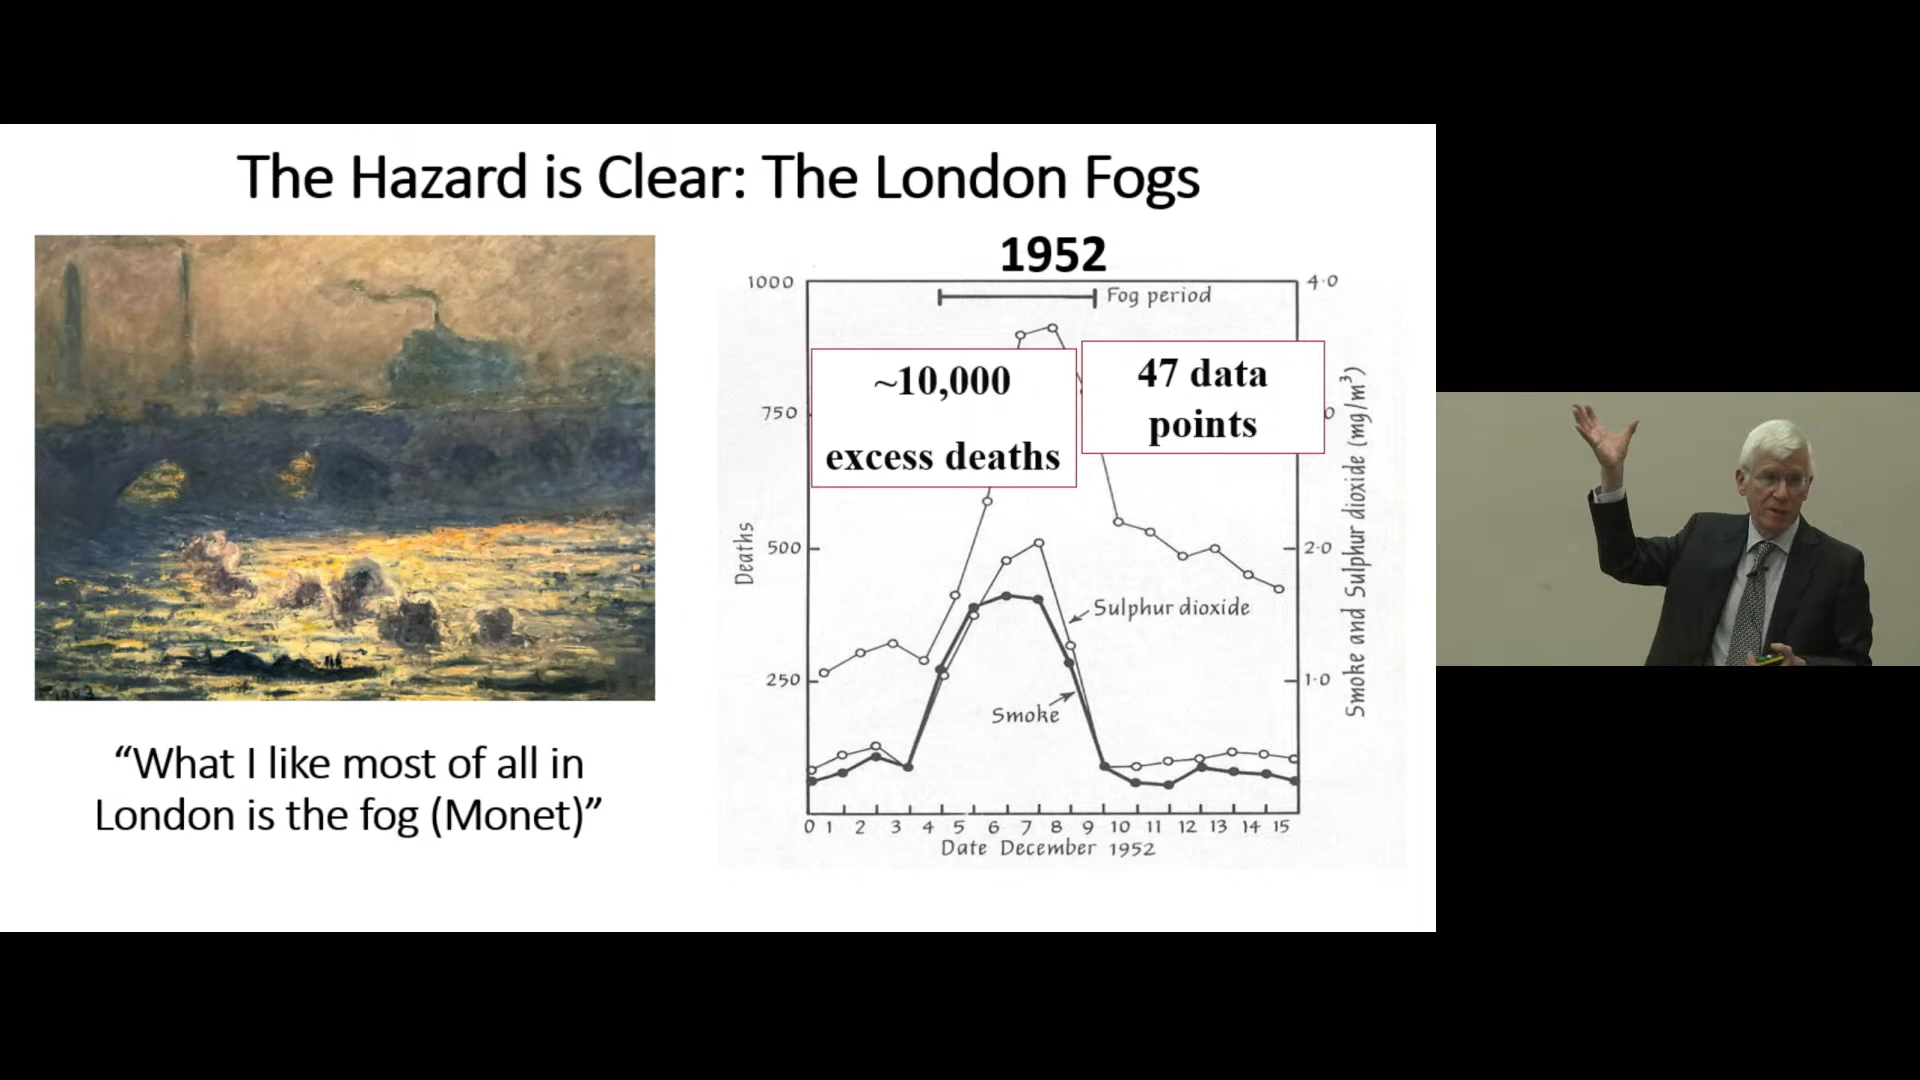 The Hazard is Clear: The London Fogs
1952
1000
4.0
Fog period
~10,000
excess deaths
47 data
points
750
0
500
2.0
250
1.0
Deaths
Smoke and Sulphur dioxide (mg/m³)
Sulphur dioxide
Smoke
0 1 2 3 4 5 6 7 8 9 10 11 12 13 14 15
Date December 1952
“What I like most of all in
London is the fog (Monet)”